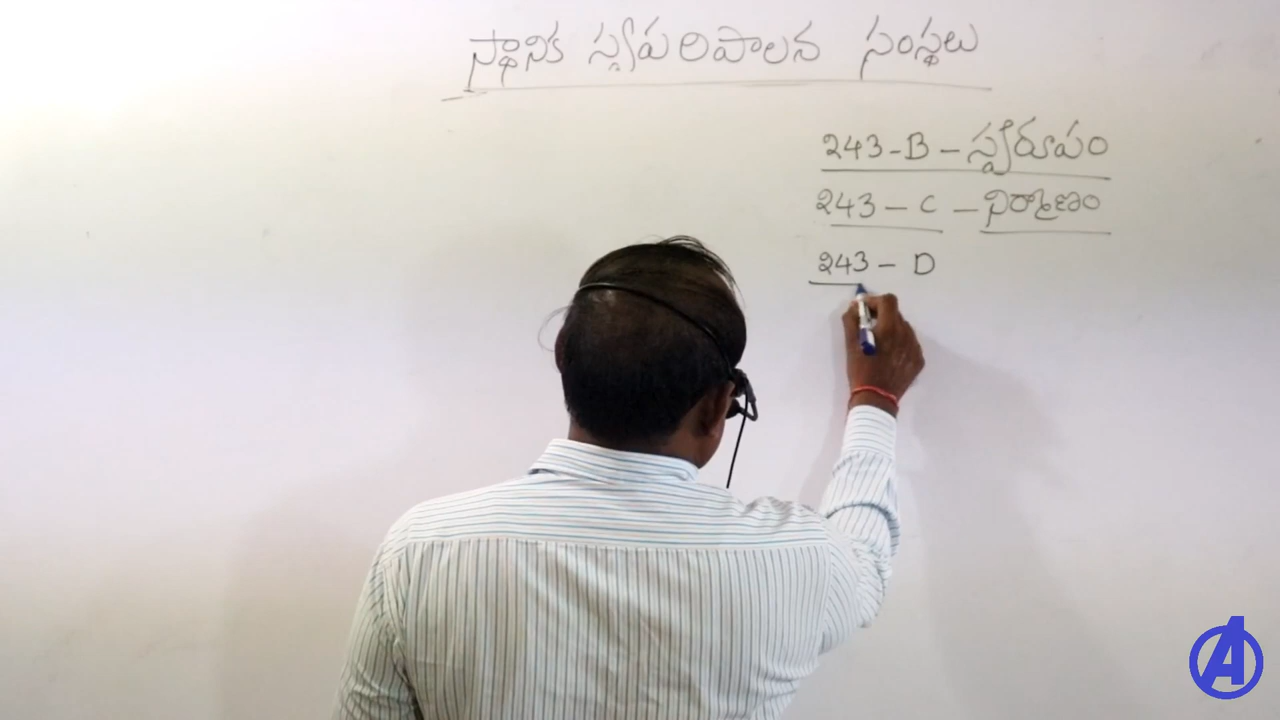 స్థానిక స్వపరిపాలన సంస్థలు
243-B-స్వరూపం
243-C-నిర్మాణం
243-D
A